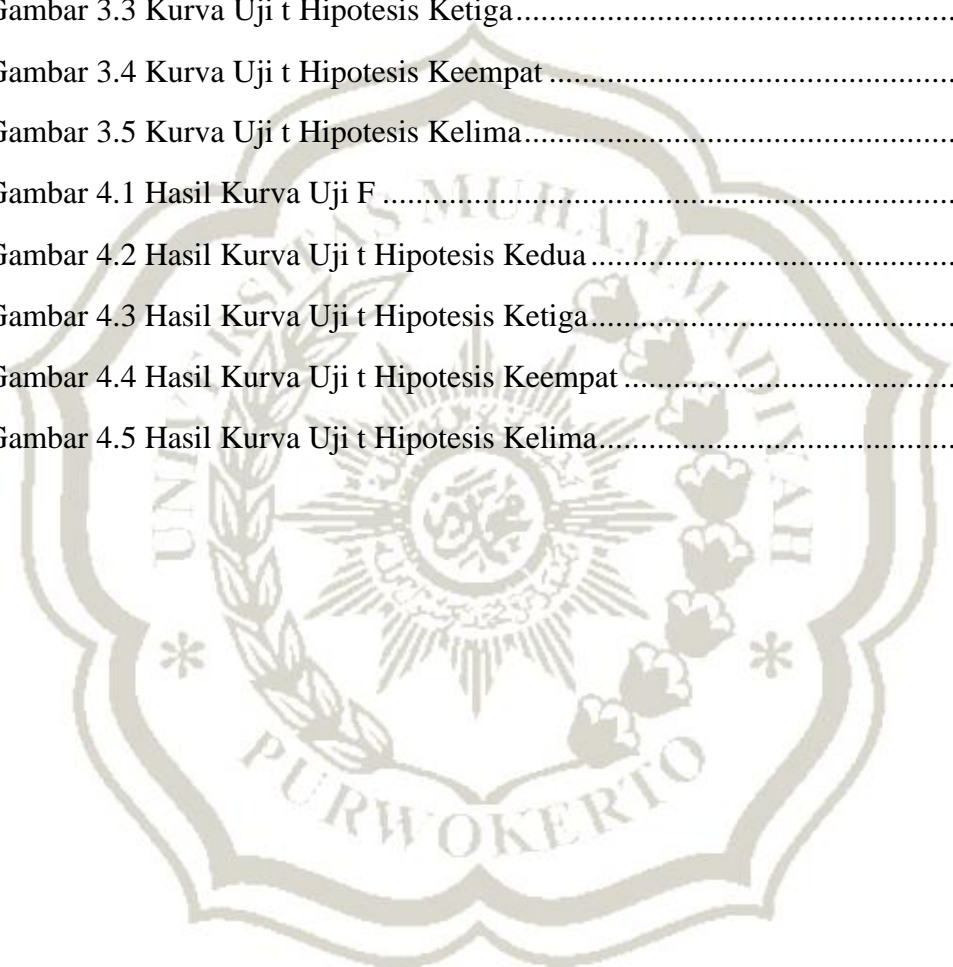 Gambar 3.3 Kurva Uji t Hipotesis Ketiga
Gambar 3.4 Kurva Uji t Hipotesis Keempat
Gambar 3.5 Kurva Uji t Hipotesis Kelima
Gambar 4.1 Hasil Kurva Uji F
Gambar 4.2 Hasil Kurva Uji t Hipotesis Kedua
Gambar 4.3 Hasil Kurva Uji t Hipotesis Ketiga
Gambar 4.4 Hasil Kurva Uji t Hipotesis Keempat
Gambar 4.5 Hasil Kurva Uji t Hipotesis Kelima
UNIVERSITAS MUHAMMADIYAH
PURWOKERTO